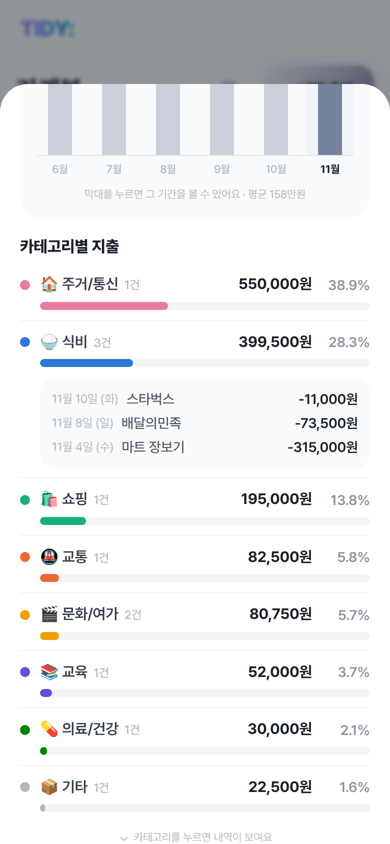 TIDY:
6월 7월 8월 9월 10월 11월
막대를 누르면 그 기간을 볼 수 있어요 · 평균 158만원
카테고리별 지출
주거/통신 1건 550,000원 38.9%
식비 3건 399,500원 28.3%
11월 10일 (화) 스타벅스 -11,000원
11월 8일 (일) 배달의민족 -73,500원
11월 4일 (수) 마트 장보기 -315,000원
쇼핑 1건 195,000원 13.8%
교통 1건 82,500원 5.8%
문화/여가 2건 80,750원 5.7%
교육 1건 52,000원 3.7%
의료/건강 1건 30,000원 2.1%
기타 1건 22,500원 1.6%
카테고리를 누르면 내역이 보여요